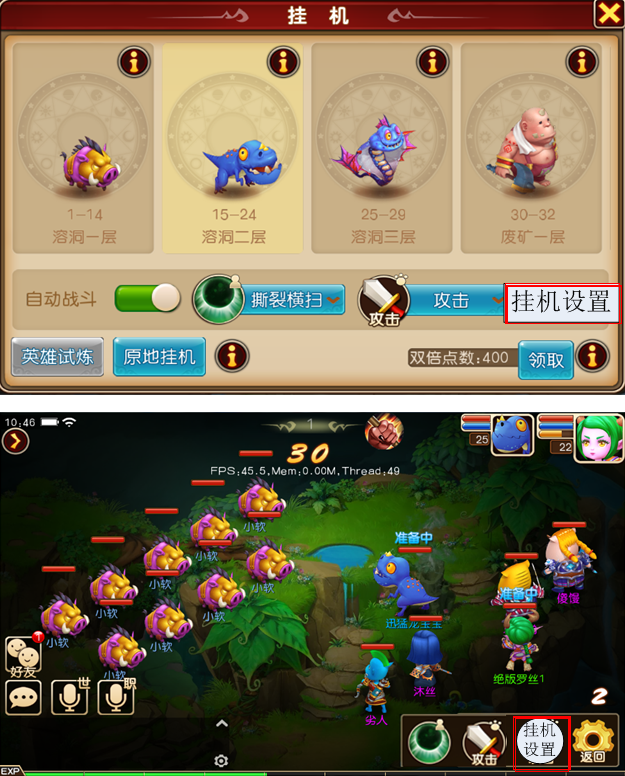 挂 机
1-14
15-24
25-29
30-32
溶洞一层
溶洞二层
溶洞三层
废矿一层
自动战斗
撕裂横扫
攻击
攻击
挂机设置
英雄试炼
原地挂机
双倍点数:400
领取
10:46
1
30
FPS:45.5,Mem:0.00M,Thread:49
25
22
小软
小软
小软
小软
小软
小软
小软
小软
小软
小软
准备中
迅猛龙宝宝
准备中
傻馒
绝版罗丝1
沐丝
劣人
好友
世
职
2
攻击
挂机
设置
返回
EXP